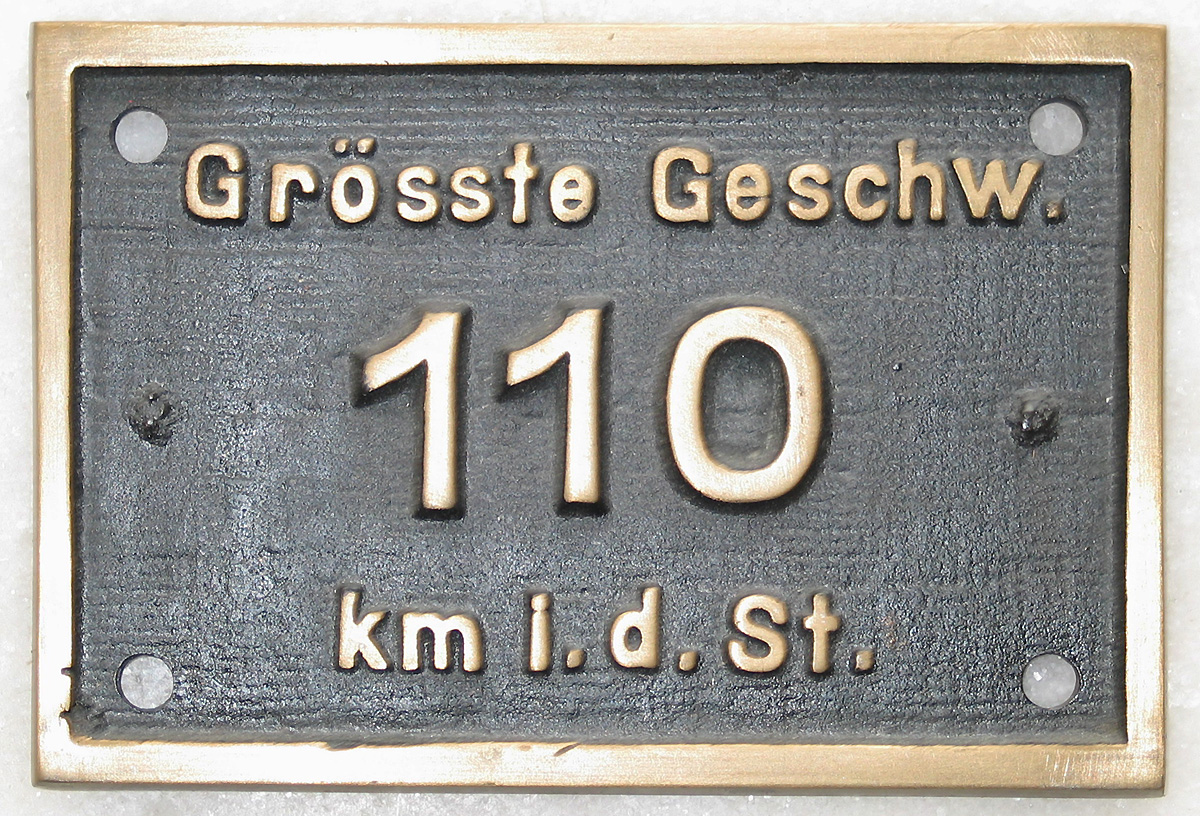 Grösste Geschw.
110
km i.d. St.